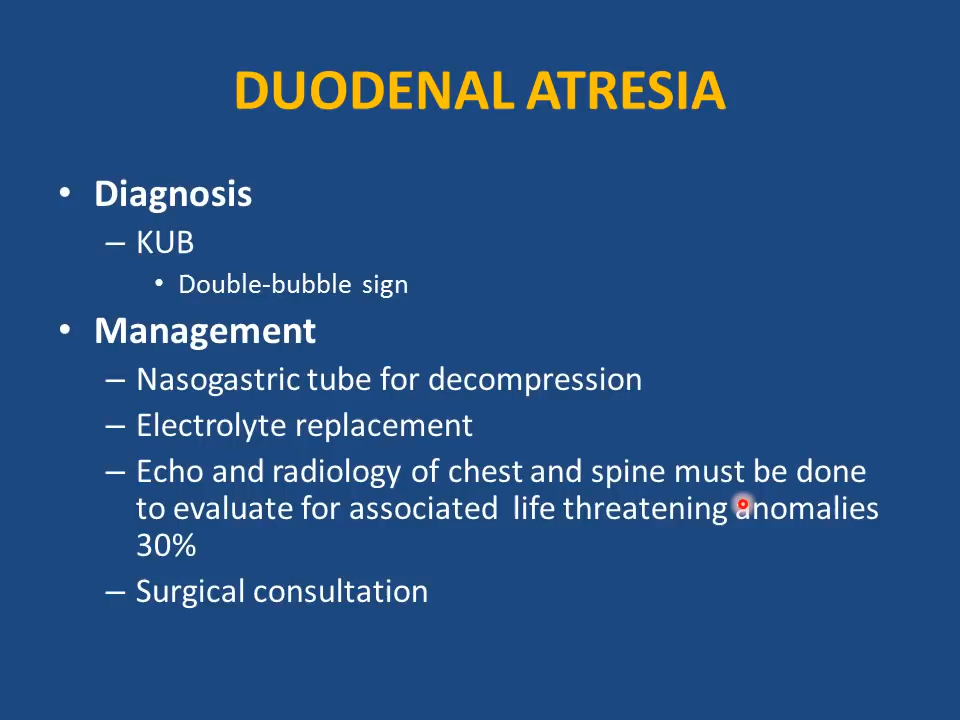 DUODENAL ATRESIA
• Diagnosis
– KUB
• Double-bubble sign
• Management
– Nasogastric tube for decompression
– Electrolyte replacement
– Echo and radiology of chest and spine must be done
to evaluate for associated life threatening anomalies
30%
– Surgical consultation